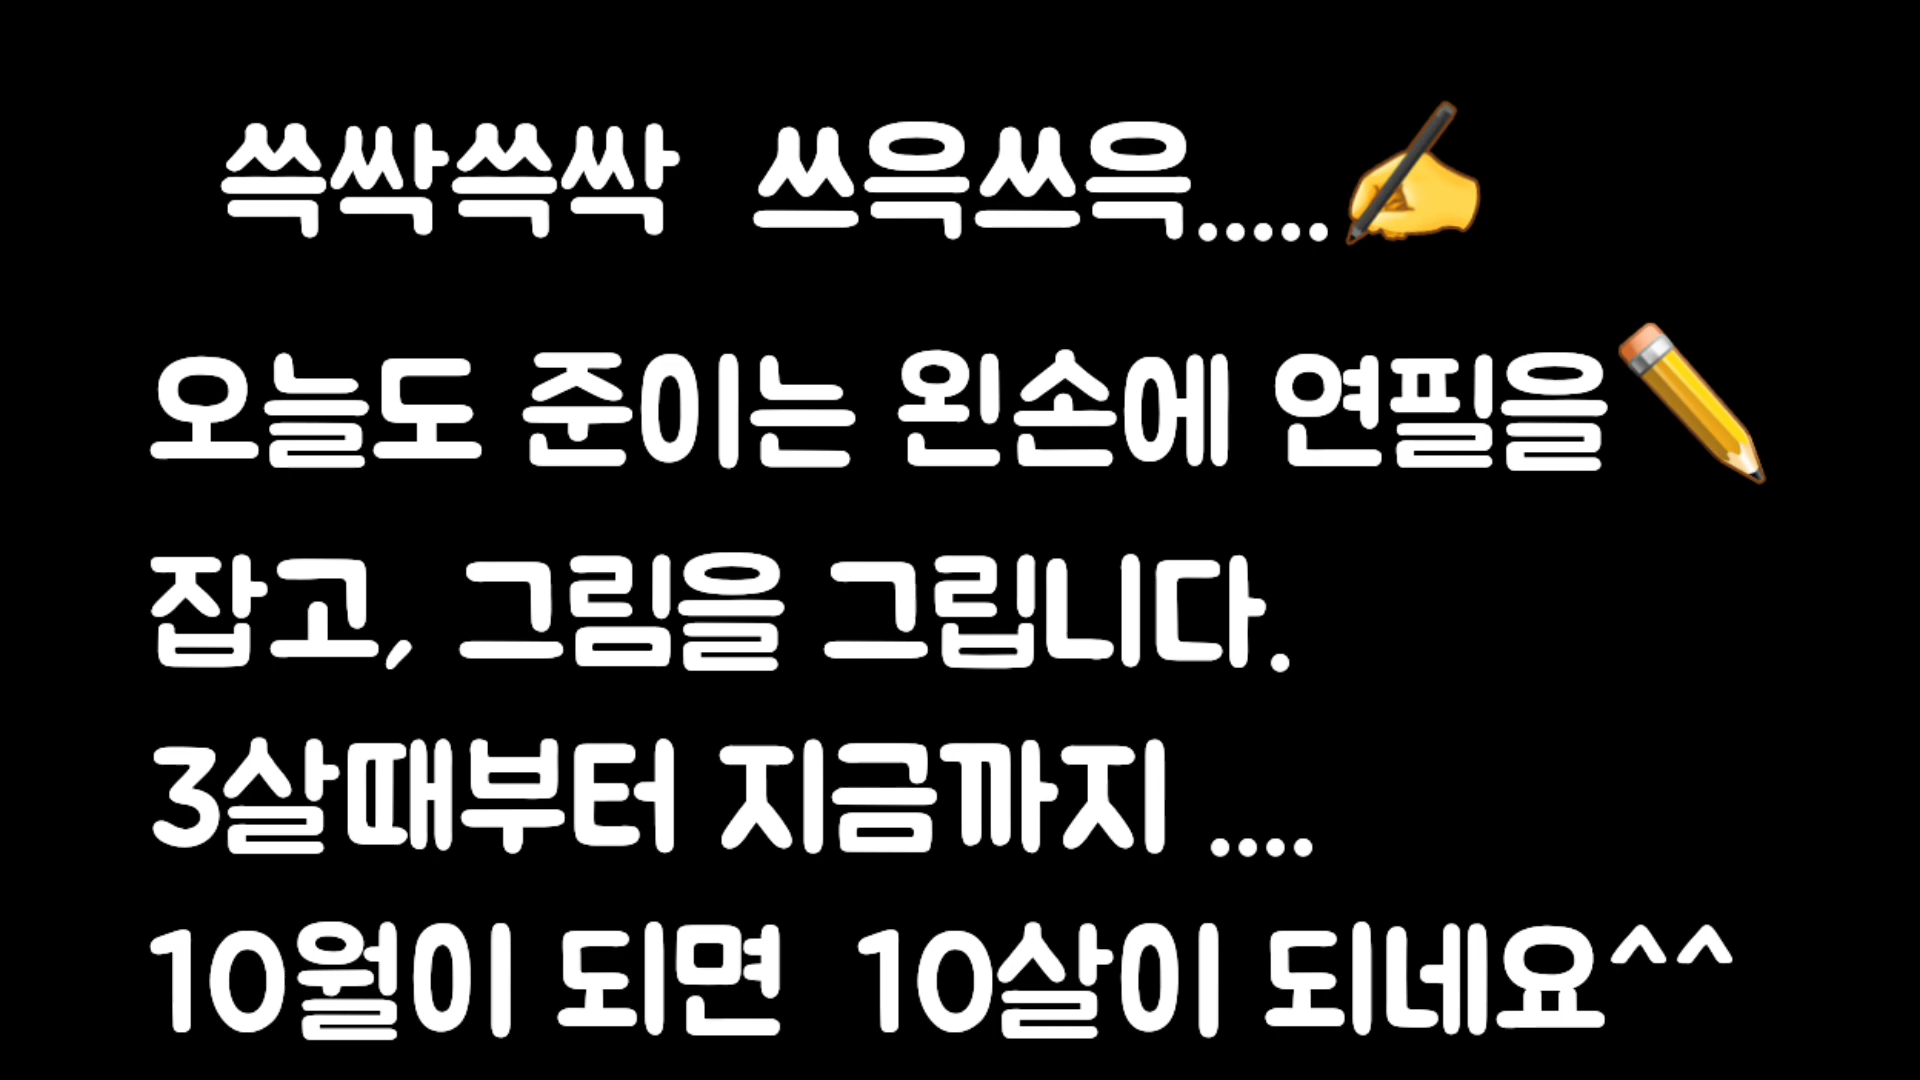 쓱싹쓱싹  쓰윽쓰윽.....✍️
오늘도 준이는 왼손에 연필을✏️
잡고, 그림을 그립니다.
3살때부터 지금까지 ....
10월이 되면  10살이 되네요^^